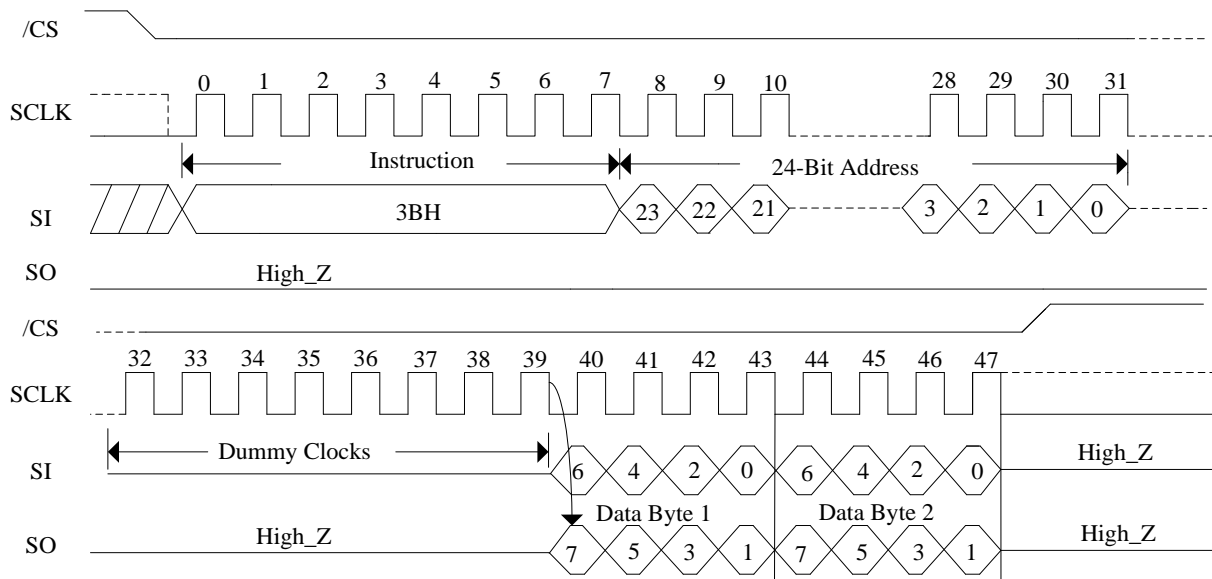 /CS
0 1 2 3 4 5 6 7 8 9 10 28 29 30 31
SCLK
Instruction 24-Bit Address
SI 3BH 23 22 21 3 2 1 0
SO High_Z
/CS
32 33 34 35 36 37 38 39 40 41 42 43 44 45 46 47
SCLK
Dummy Clocks
SI 6 4 2 0 6 4 2 0 High_Z
Data Byte 1 Data Byte 2
SO High_Z 7 5 3 1 7 5 3 1 High_Z